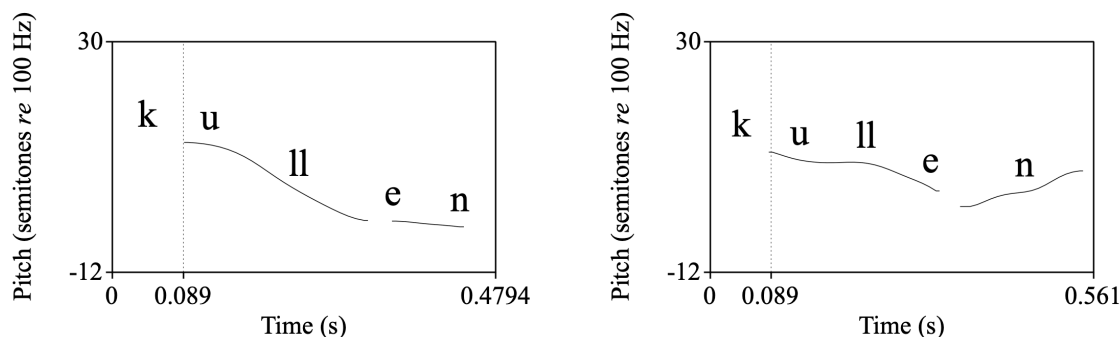 Pitch (semitones re 100 Hz)
30
k u ll e n
-12
0 0.089 0.4794
Time (s)
Pitch (semitones re 100 Hz)
30
k u ll e n
-12
0 0.089 0.561
Time (s)